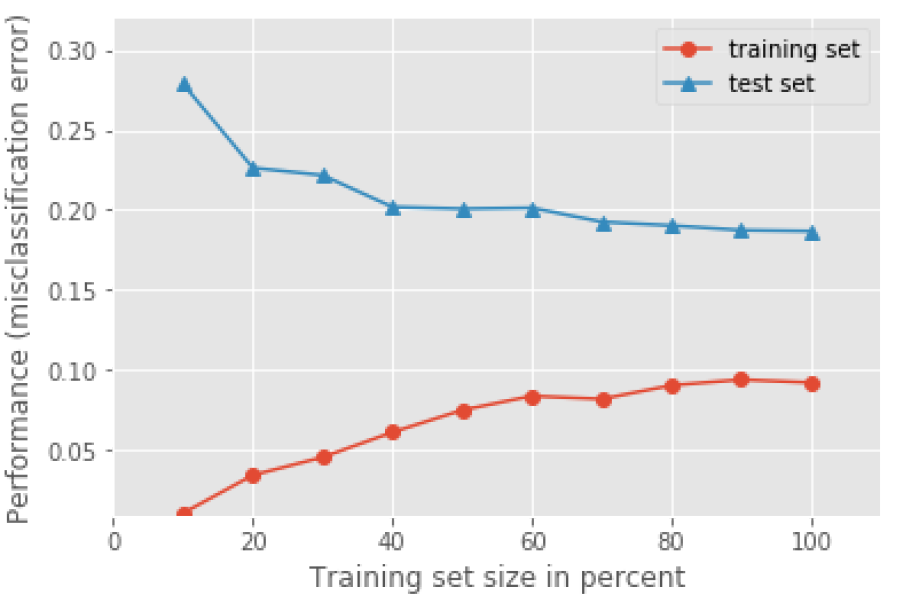 Performance (misclassification error)
0.30
0.25
0.20
0.15
0.10
0.05
training set
test set
0 20 40 60 80 100
Training set size in percent